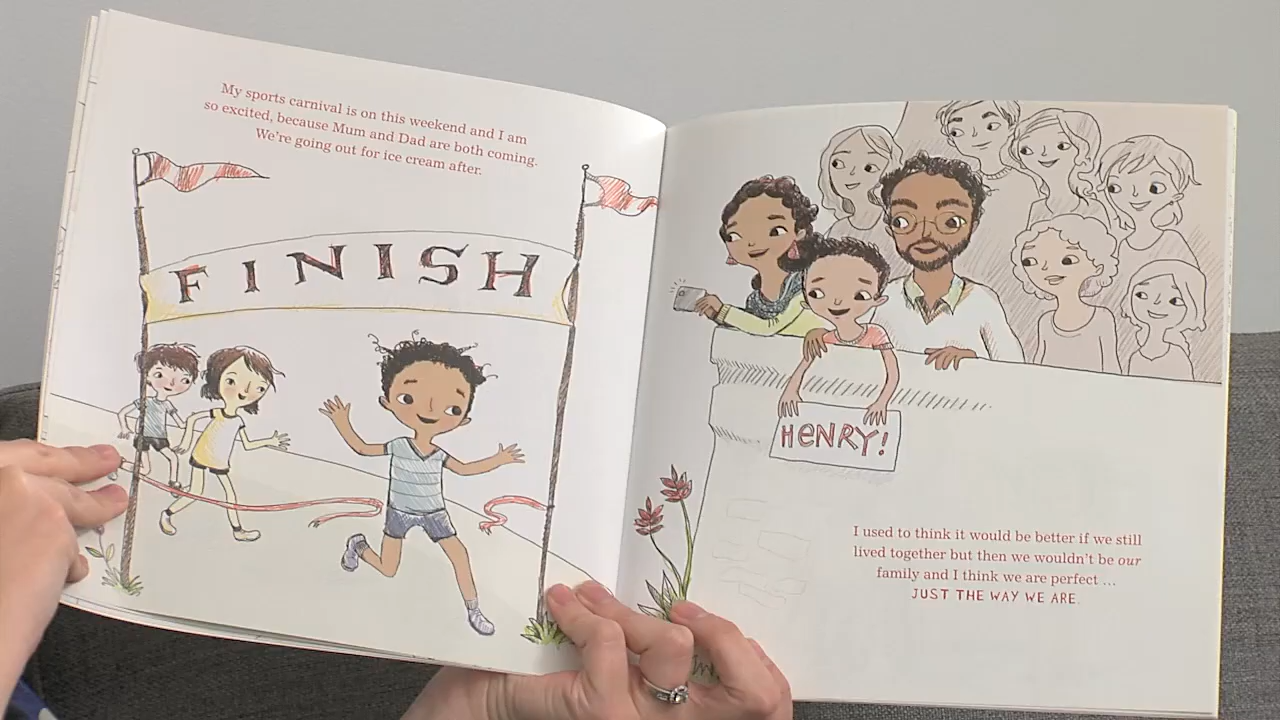 My sports carnival is on this weekend and I am
so excited, because Mum and Dad are both coming.
We're going out for ice cream after.
FINISH
HENRY!
I used to think it would be better if we still
lived together but then we wouldn't be our
family and I think we are perfect ...
JUST THE WAY WE ARE.